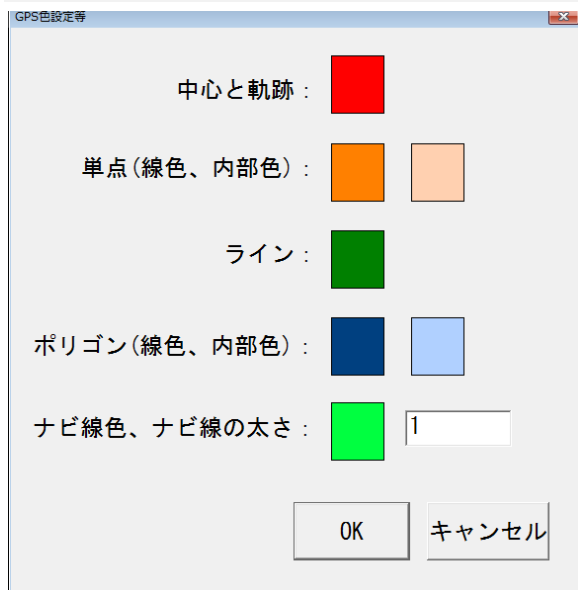 GPS色設定等
中心と軌跡：
単点(線色、内部色)：
ライン：
ポリゴン(線色、内部色)：
ナビ線色、ナビ線の太さ： 1
OK キャンセル